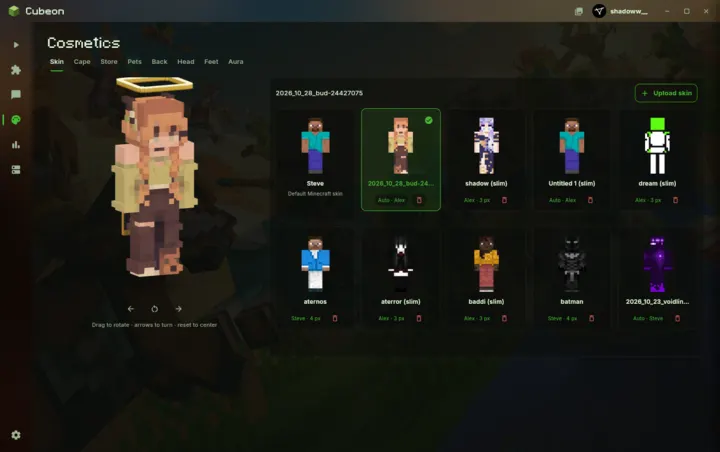 Cubeon
shadoww__
Cosmetics
Skin Cape Store Pets Back Head Feet Aura
2026_10_28_bud-24427075
+ Upload skin
Steve
Default Minecraft skin
2026_10_28_bud-24...
Auto · Alex
shadow (slim)
Alex · 3 px
Untitled 1 (slim)
Auto · Alex
dream (slim)
Alex · 3 px
aternos
Steve · 4 px
aterror (slim)
Alex · 3 px
baddi (slim)
Alex · 3 px
batman
Steve · 4 px
2026_10_23_voidlin...
Auto · Steve
Drag to rotate · arrows to turn · reset to center